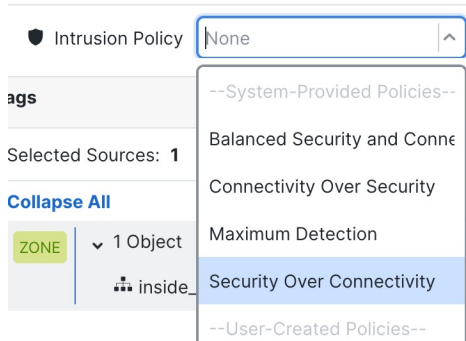 Intrusion Policy None
--System-Provided Policies--
ags
Balanced Security and Conne
Selected Sources: 1
Connectivity Over Security
Collapse All
Maximum Detection
ZONE 1 Object
Security Over Connectivity
inside_
--User-Created Policies--